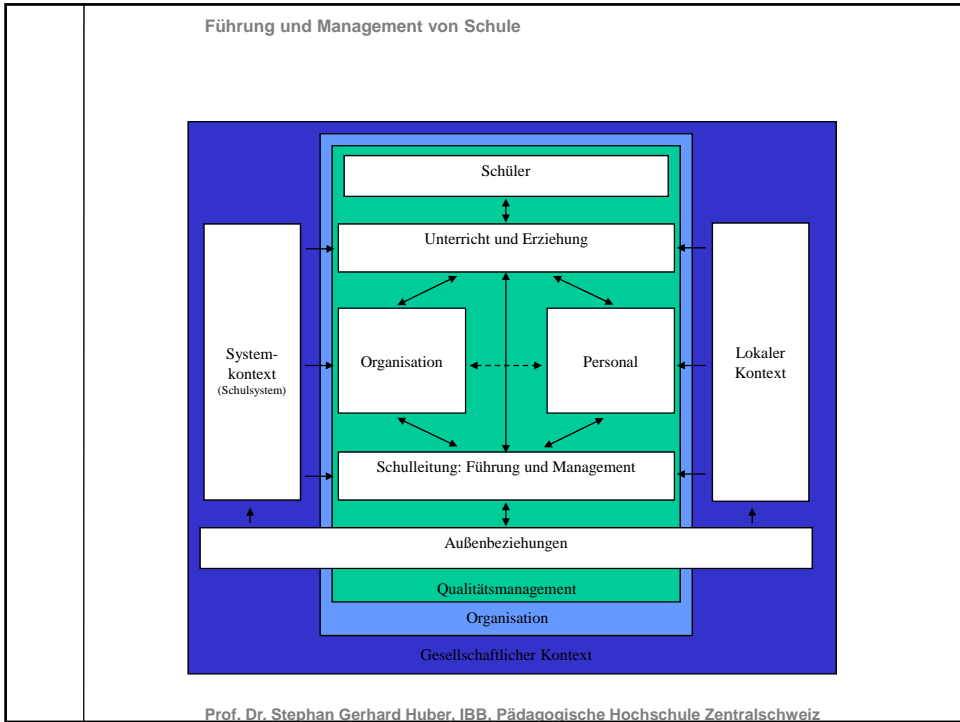 Führung und Management von Schule
Schüler
Unterricht und Erziehung
System-
kontext
(Schulsystem)
Organisation
Personal
Lokaler
Kontext
Schulleitung: Führung und Management
Außenbeziehungen
Qualitätsmanagement
Organisation
Gesellschaftlicher Kontext
Prof. Dr. Stephan Gerhard Huber, IBB, Pädagogische Hochschule Zentralschweiz